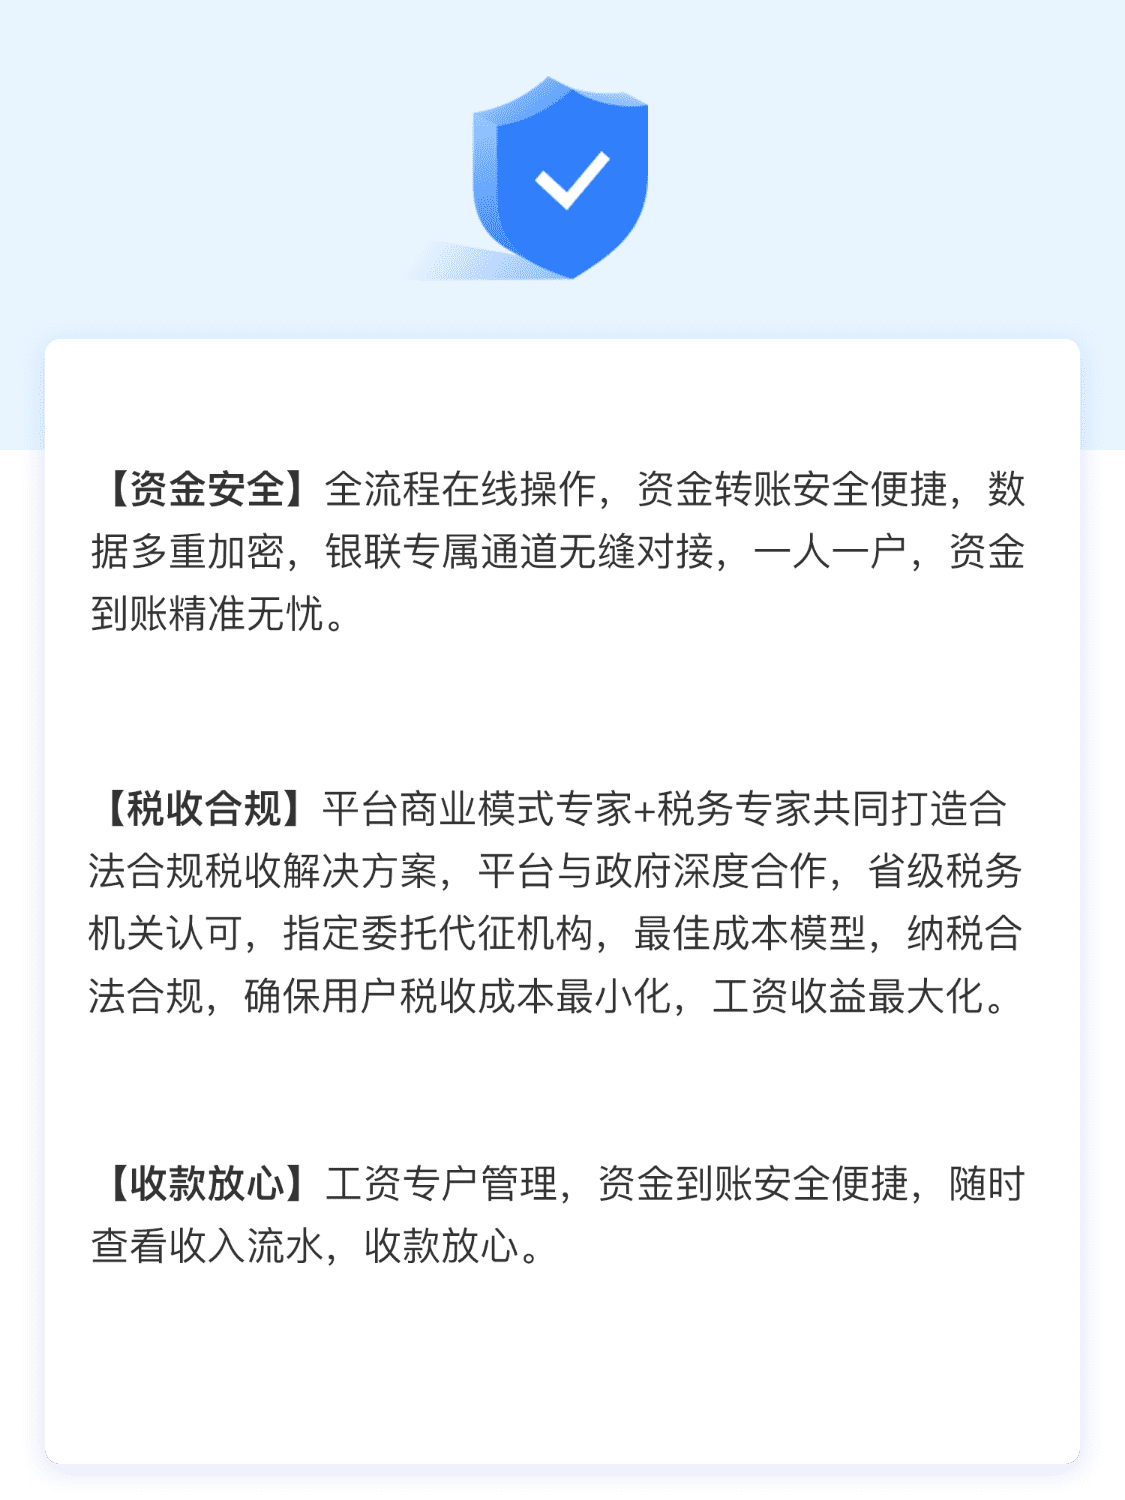 【资金安全】全流程在线操作，资金转账安全便捷，数
据多重加密，银联专属通道无缝对接，一人一户，资金
到账精准无忧。
【税收合规】平台商业模式专家+税务专家共同打造合
法合规税收解决方案，平台与政府深度合作，省级税务
机关认可，指定委托代征机构，最佳成本模型，纳税合
法合规，确保用户税收成本最小化，工资收益最大化。
【收款放心】工资专户管理，资金到账安全便捷，随时
查看收入流水，收款放心。